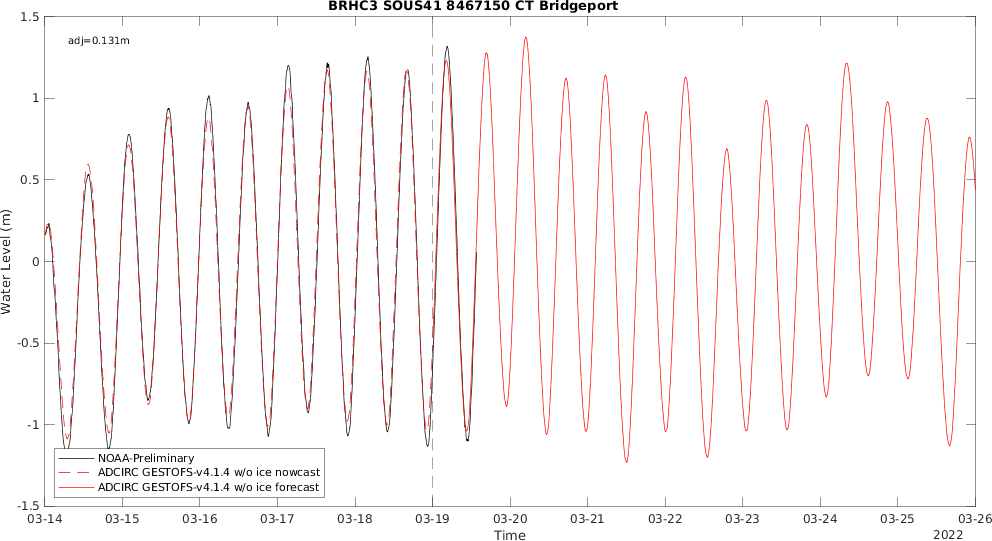 BRHC3 SOUS41 8467150 CT Bridgeport
adj=0.131m
1.5
1
0.5
0
-0.5
-1
-1.5
Water Level (m)
NOAA-Preliminary
ADCIRC GESTOFS-v4.1.4 w/o ice nowcast
ADCIRC GESTOFS-v4.1.4 w/o ice forecast
03-14 03-15 03-16 03-17 03-18 03-19 03-20 03-21 03-22 03-23 03-24 03-25 03-26
Time
2022